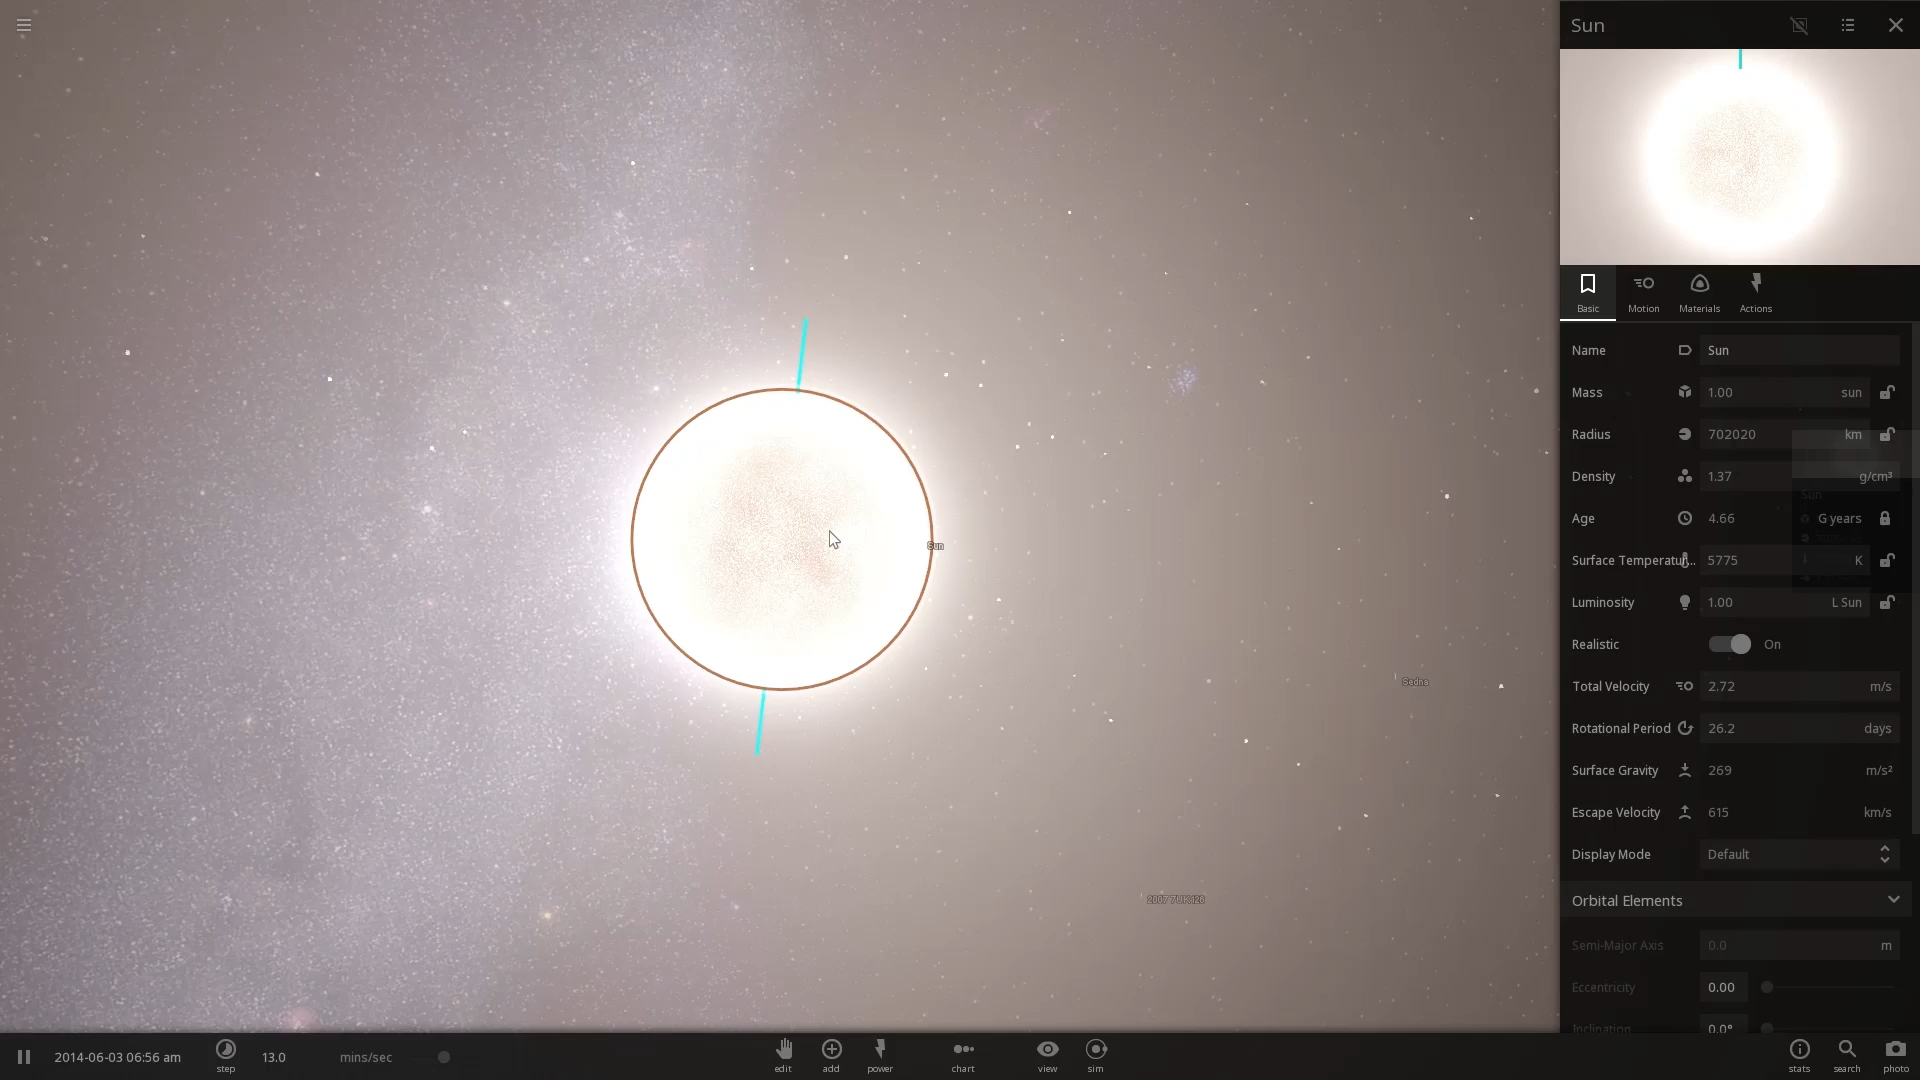 Sun
Basic
Motion
Materials
Actions
Name Sun
Mass 1.00 sun
Radius 702020 km
Density 1.37 g/cm³
Age 4.66 G years
Surface Temperatur... 5775 K
Luminosity 1.00 L Sun
Realistic On
Total Velocity 2.72 m/s
Rotational Period 26.2 days
Surface Gravity 269 m/s²
Escape Velocity 615 km/s
Display Mode Default
Orbital Elements
Semi-Major Axis 0.0 m
Eccentricity 0.00
Inclination 0.0°
Sun
Sun
Sedna
2014-06-03 06:56 am
step
13.0 mins/sec
edit
add
power
chart
view
sim
stats
search
photo